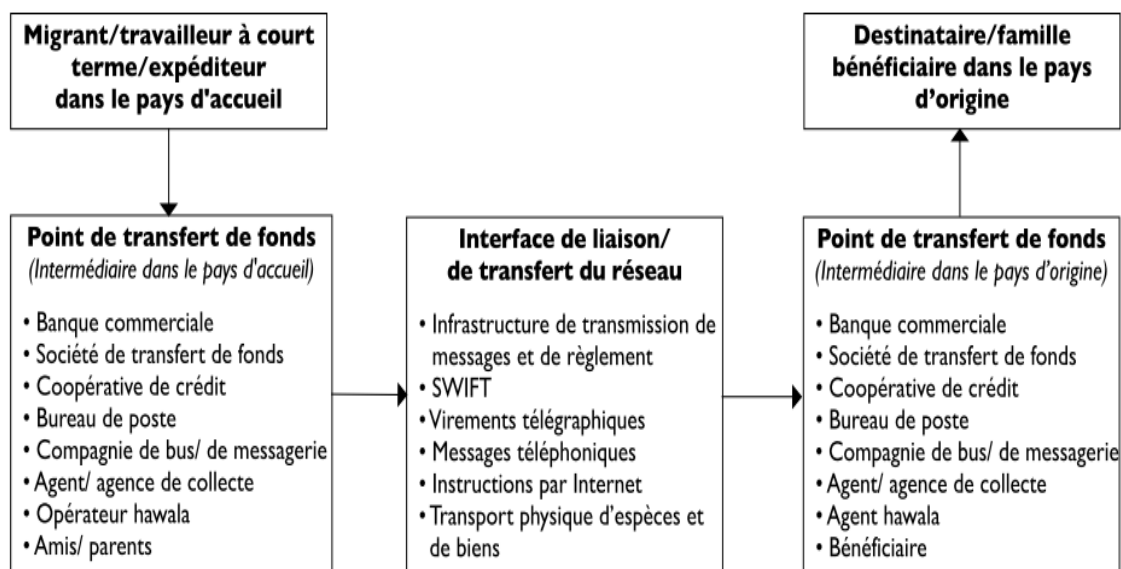 Migrant/travailleur à court
terme/expéditeur
dans le pays d'accueil
Destinataire/famille
bénéficiaire dans le pays
d’origine
Point de transfert de fonds
(Intermédiaire dans le pays d'accueil)
• Banque commerciale
• Société de transfert de fonds
• Coopérative de crédit
• Bureau de poste
• Compagnie de bus/ de messagerie
• Agent/ agence de collecte
• Opérateur hawala
• Amis/ parents
Interface de liaison/
de transfert du réseau
• Infrastructure de transmission de
messages et de règlement
• SWIFT
• Virements télégraphiques
• Messages téléphoniques
• Instructions par Internet
• Transport physique d’espèces et
de biens
Point de transfert de fonds
(Intermédiaire dans le pays d’origine)
• Banque commerciale
• Société de transfert de fonds
• Coopérative de crédit
• Bureau de poste
• Compagnie de bus/ de messagerie
• Agent/ agence de collecte
• Agent hawala
• Bénéficiaire